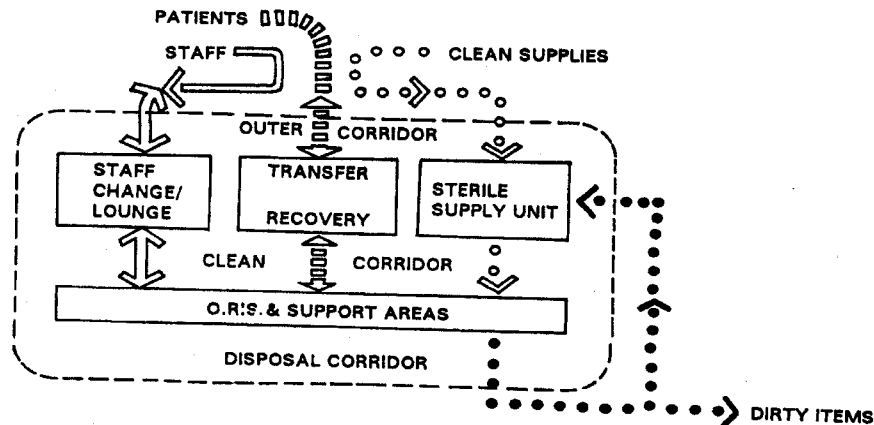 PATIENTS
STAFF
CLEAN SUPPLIES
OUTER CORRIDOR
STAFF
CHANGE/
LOUNGE
TRANSFER
RECOVERY
STERILE
SUPPLY UNIT
CLEAN CORRIDOR
O.R.'S. & SUPPORT AREAS
DISPOSAL CORRIDOR
DIRTY ITEMS